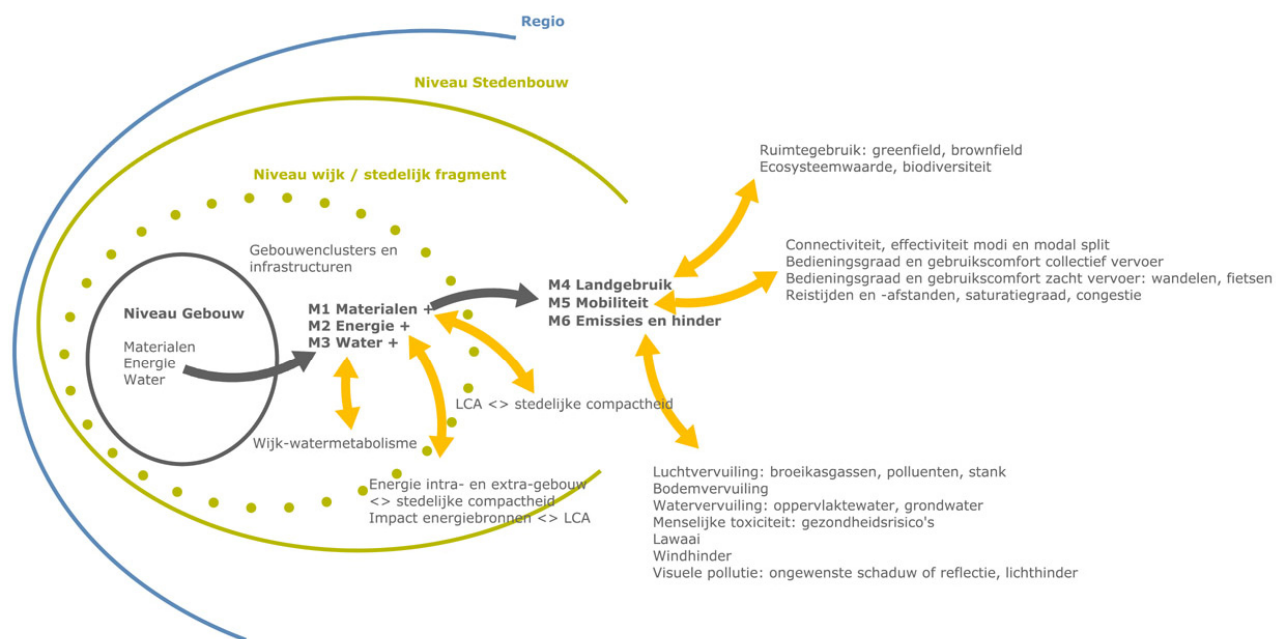 Regio
Niveau Stedenbouw
Niveau wijk / stedelijk fragment
Gebouwenclusters en
infrastructuren
Niveau Gebouw
Materialen
Energie
Water
M1 Materialen +
M2 Energie +
M3 Water +
M4 Landgebruik
M5 Mobiliteit
M6 Emissies en hinder
Ruimtegebruik: greenfield, brownfield
Ecosysteemwaarde, biodiversiteit
Connectiviteit, effectiviteit modi en modal split
Bedieningsgraad en gebruikscomfort collectief vervoer
Bedieningsgraad en gebruikscomfort zacht vervoer: wandelen, fietsen
Reistijden en -afstanden, saturatiegraad, congestie
LCA <> stedelijke compactheid
Wijk-watermetabolisme
Energie intra- en extra-gebouw
<> stedelijke compactheid
Impact energiebronnen <> LCA
Luchtvervuiling: broeikasgassen, polluenten, stank
Bodemvervuiling
Watervervuiling: oppervlaktewater, grondwater
Menselijke toxiciteit: gezondheidsrisico's
Lawaai
Windhinder
Visuele pollutie: ongewenste schaduw of reflectie, lichthinder